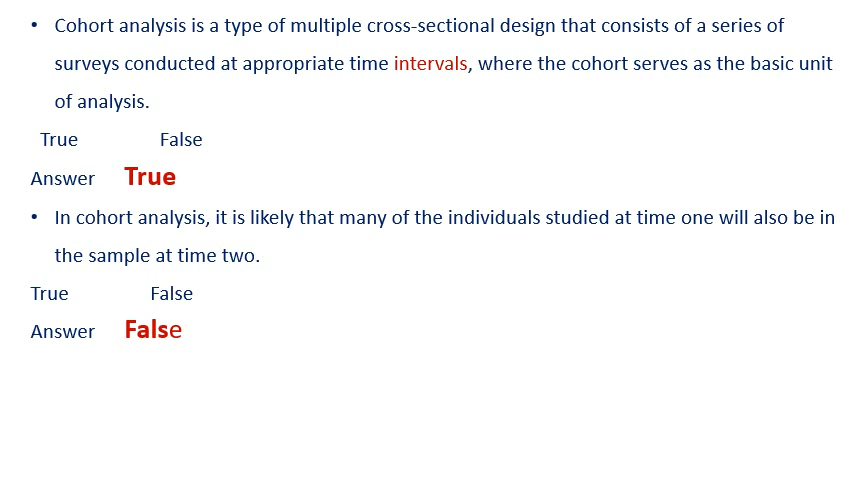 • Cohort analysis is a type of multiple cross-sectional design that consists of a series of
surveys conducted at appropriate time intervals, where the cohort serves as the basic unit
of analysis.
True False
Answer True
• In cohort analysis, it is likely that many of the individuals studied at time one will also be in
the sample at time two.
True False
Answer False